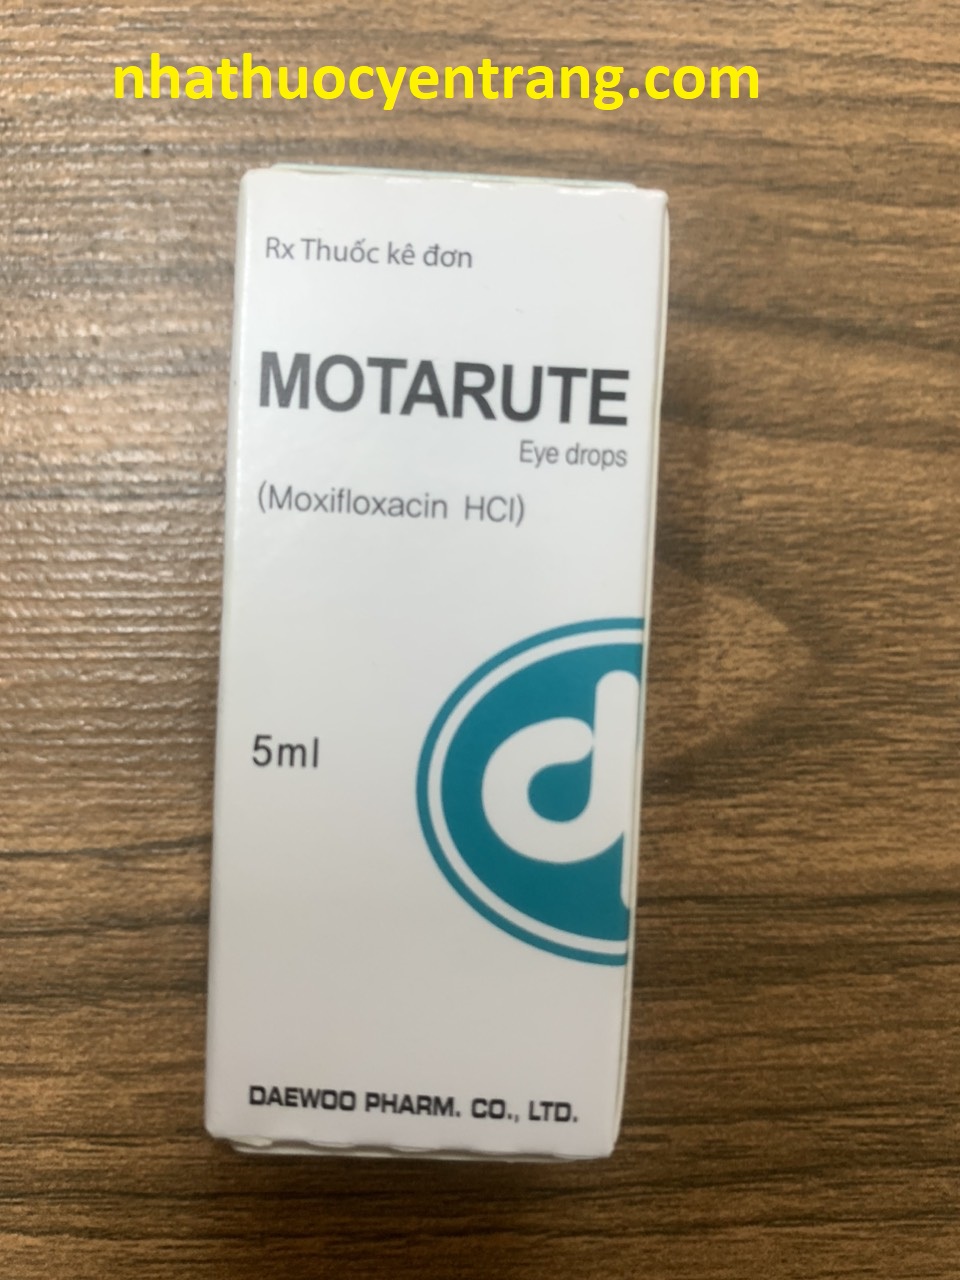 nhathuocyentrang.com
Rx Thuốc kê đơn
MOTARUTE
Eye drops
(Moxifloxacin HCl)
5ml
d
DAEWOO PHARM. CO., LTD.